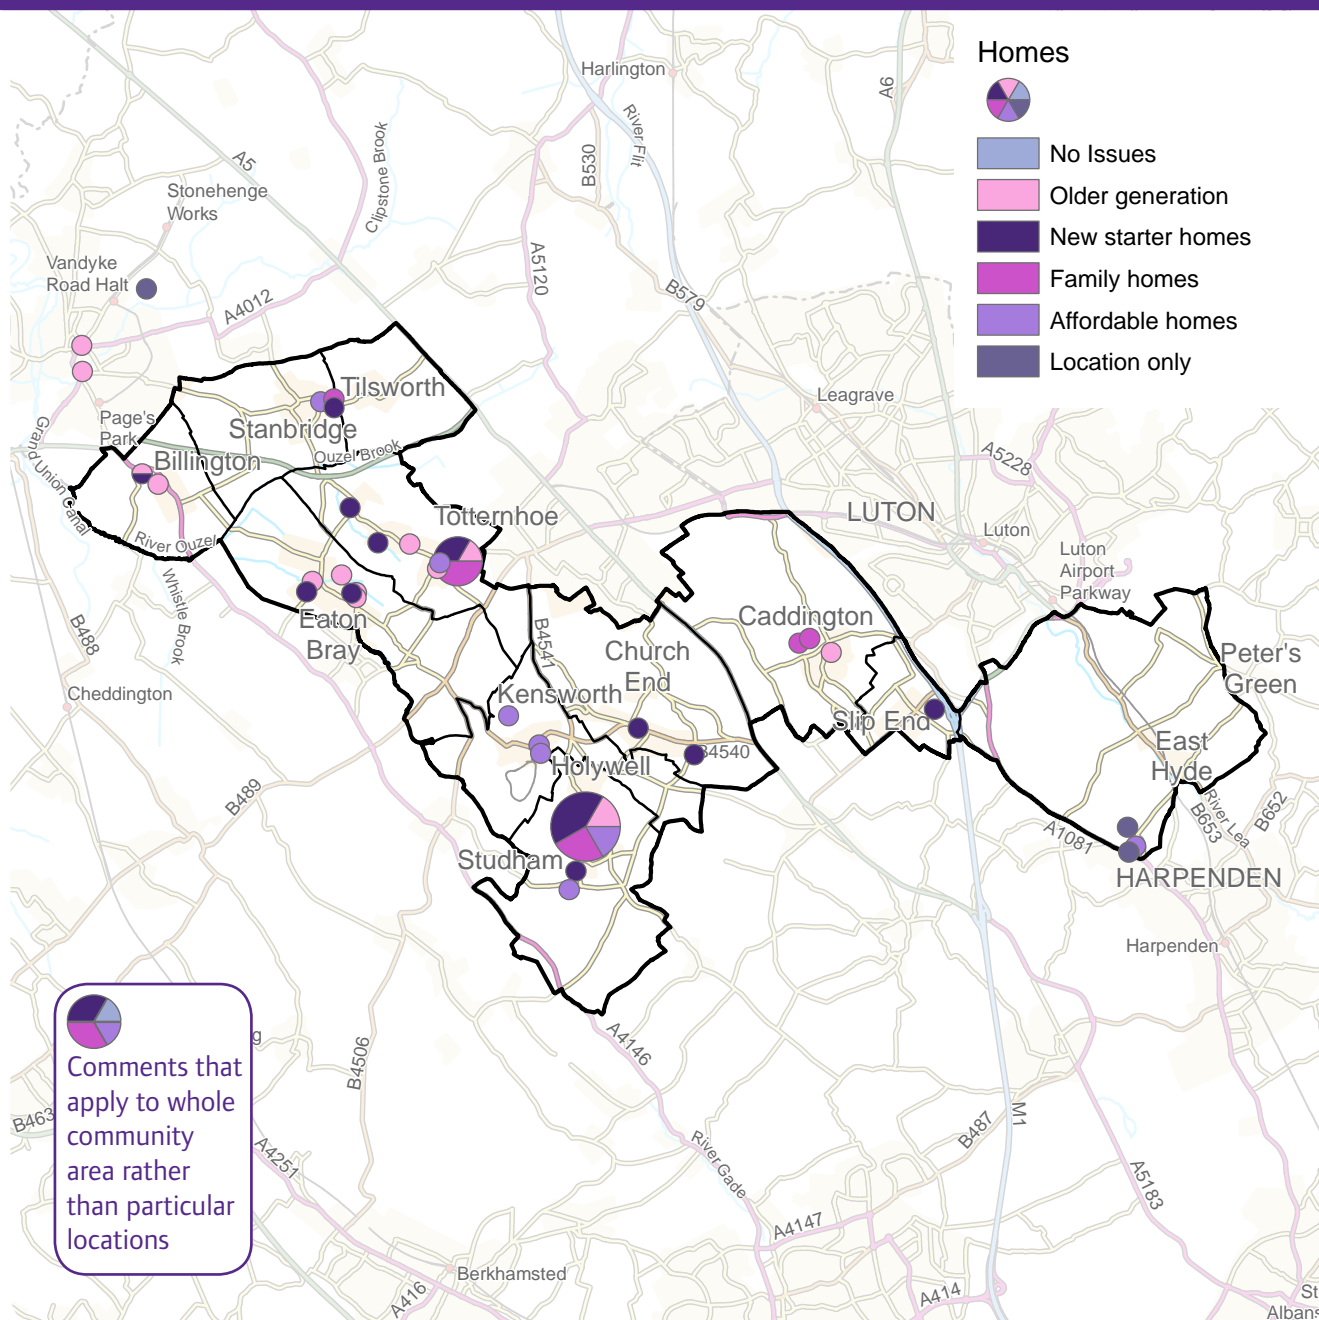 Homes
No Issues
Older generation
New starter homes
Family homes
Affordable homes
Location only
Harlington
A6
River Flit
B530
A5
Clipstone Brook
Stonehenge
Works
Vandyke
Road Halt
A4012
A5120
B579
Leagrave
Tilsworth
Page's
Park
Stanbridge
Grand Union Canal
Billington
Ouzel Brook
A5228
Totternhoe
LUTON
Luton
River Ouzel
Luton
Airport
Parkway
Whistle Brook
B488
Eaton
Bray
B4541
Caddington
Church
End
Peter's
Green
Kensworth
Cheddington
Slip End
East
Hyde
B4540
Holywell
B489
River Lea
B653
B652
A1081
Studham
HARPENDEN
Harpenden
g
A4146
B4506
Comments that
apply to whole
community
area rather
than particular
locations
B463
A4251
M1
B487
River Gade
A5183
A4147
Berkhamsted
A416
A414
St
Albans